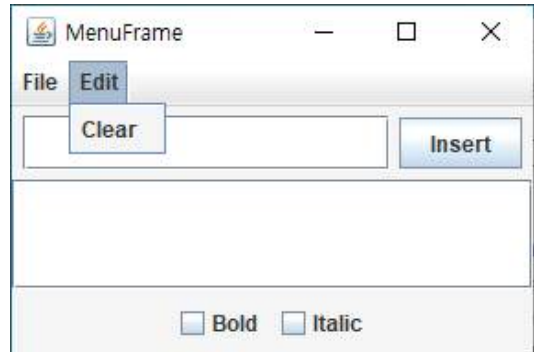 MenuFrame
File Edit
Clear
Insert
Bold Italic